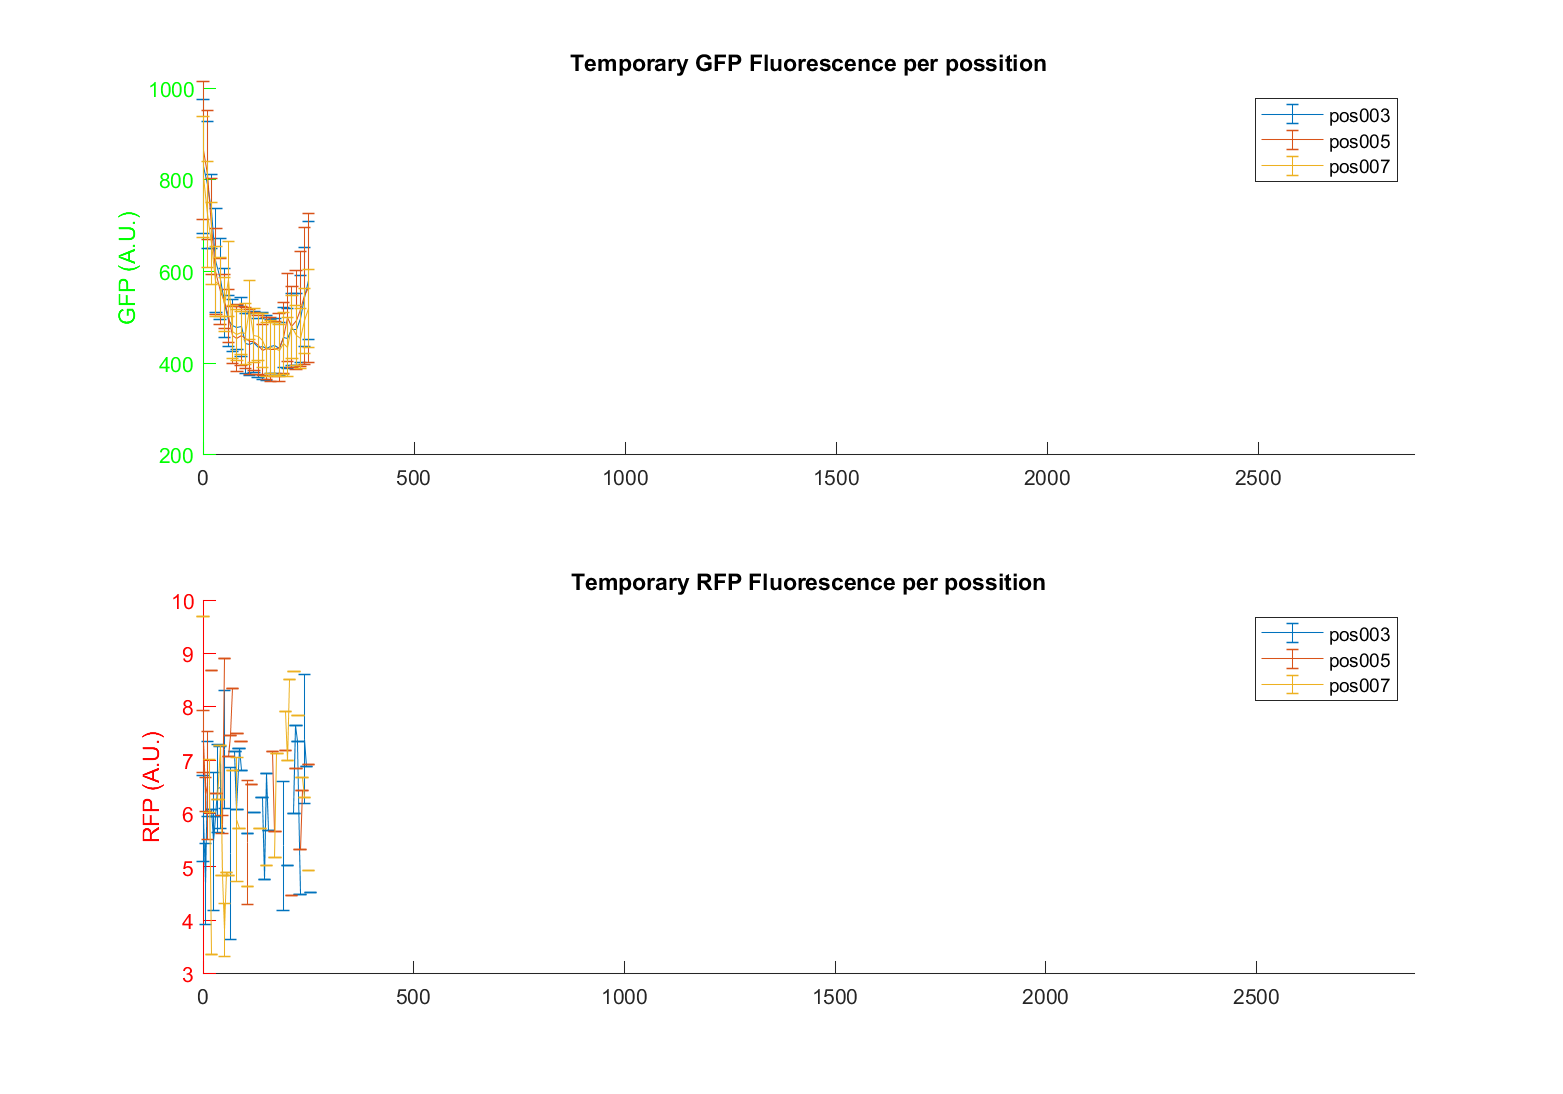 Temporary GFP Fluorescence per possition
1000
800
600
400
200
GFP (A.U.)
pos003
pos005
pos007
0 500 1000 1500 2000 2500
Temporary RFP Fluorescence per possition
10
9
8
7
6
5
4
3
RFP (A.U.)
pos003
pos005
pos007
0 500 1000 1500 2000 2500